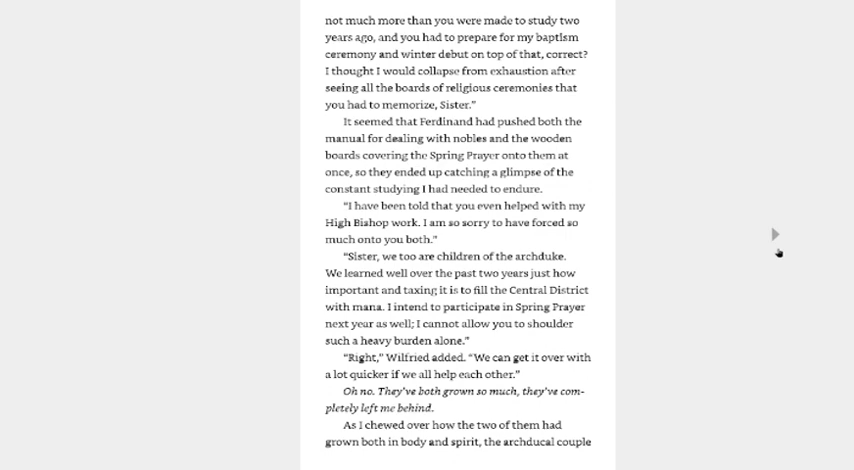 not much more than you were made to study two
years ago, and you had to prepare for my baptism
ceremony and winter debut on top of that, correct?
I thought I would collapse from exhaustion after
seeing all the boards of religious ceremonies that
you had to memorize, Sister.”
It seemed that Ferdinand had pushed both the
manual for dealing with nobles and the wooden
boards covering the Spring Prayer onto them at
once, so they ended up catching a glimpse of the
constant studying I had needed to endure.
“I have been told that you even helped with my
High Bishop work. I am so sorry to have forced so
much onto you both.”
“Sister, we too are children of the archduke.
We learned well over the past two years just how
important and taxing it is to fill the Central District
with mana. I intend to participate in Spring Prayer
next year as well; I cannot allow you to shoulder
such a heavy burden alone.”
“Right,” Wilfried added. “We can get it over with
a lot quicker if we all help each other.”
Oh no. They’ve both grown so much, they’ve com-
pletely left me behind.
As I chewed over how the two of them had
grown both in body and spirit, the archducal couple